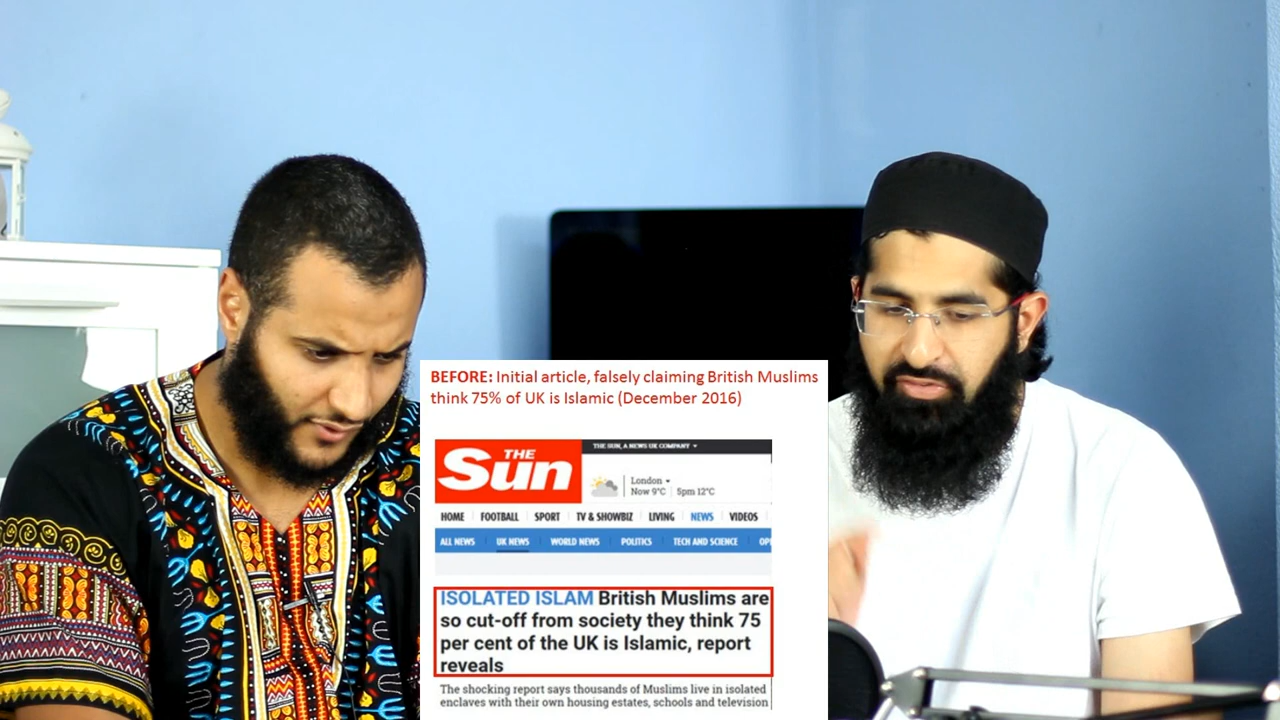 BEFORE: Initial article, falsely claiming British Muslims
think 75% of UK is Islamic (December 2016)
THE SUN, A NEWS UK COMPANY
THE
Sun
London
Now 9°C 5pm 12°C
HOME FOOTBALL SPORT TV & SHOWBIZ LIVING NEWS VIDEOS
ALL NEWS UK NEWS WORLD NEWS POLITICS TECH AND SCIENCE OP
ISOLATED ISLAM British Muslims are
so cut-off from society they think 75
per cent of the UK is Islamic, report
reveals
The shocking report says thousands of Muslims live in isolated
enclaves with their own housing estates, schools and television